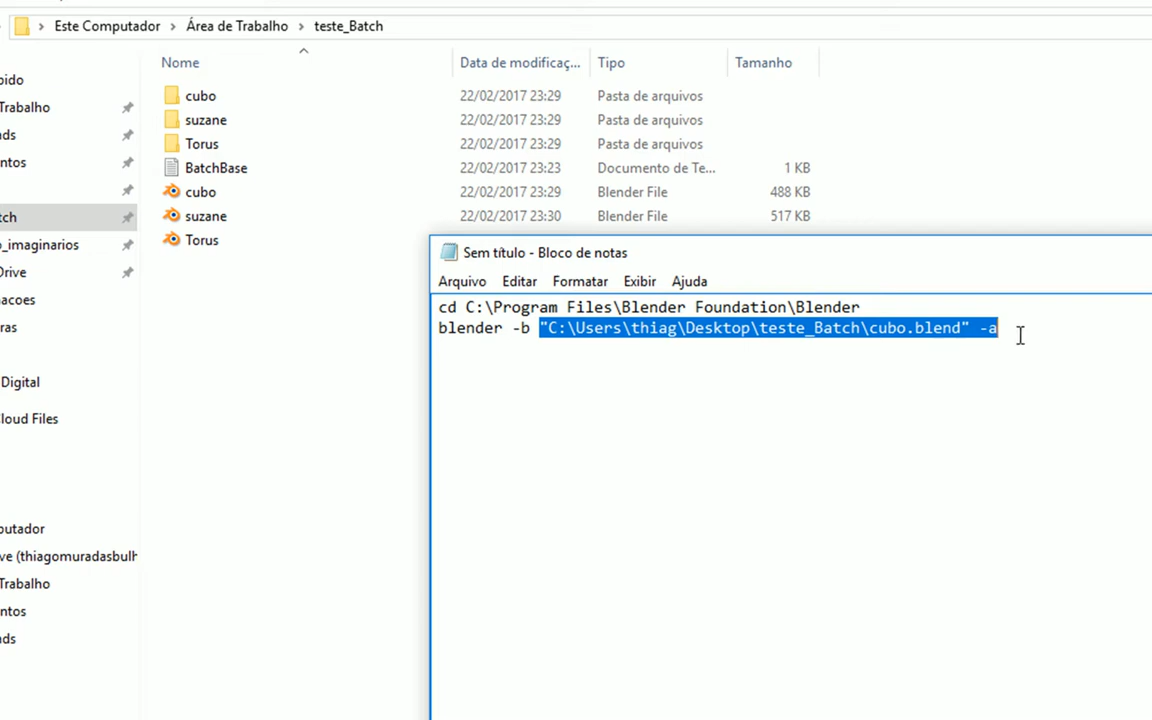 Este Computador > Área de Trabalho > teste_Batch
Nome Data de modificaç... Tipo Tamanho
pido
Trabalho
ds
ntos
tch
_imaginarios
Drive
acoes
ras
Digital
loud Files
putador
ve (thiagomuradasbulh
Trabalho
ntos
ds
cubo 22/02/2017 23:29 Pasta de arquivos
suzane 22/02/2017 23:29 Pasta de arquivos
Torus 22/02/2017 23:29 Pasta de arquivos
BatchBase 22/02/2017 23:23 Documento de Te... 1 KB
cubo 22/02/2017 23:29 Blender File 488 KB
suzane 22/02/2017 23:30 Blender File 517 KB
Torus
Sem título - Bloco de notas
Arquivo Editar Formatar Exibir Ajuda
cd C:\Program Files\Blender Foundation\Blender
blender -b "C:\Users\thiag\Desktop\teste_Batch\cubo.blend" -a